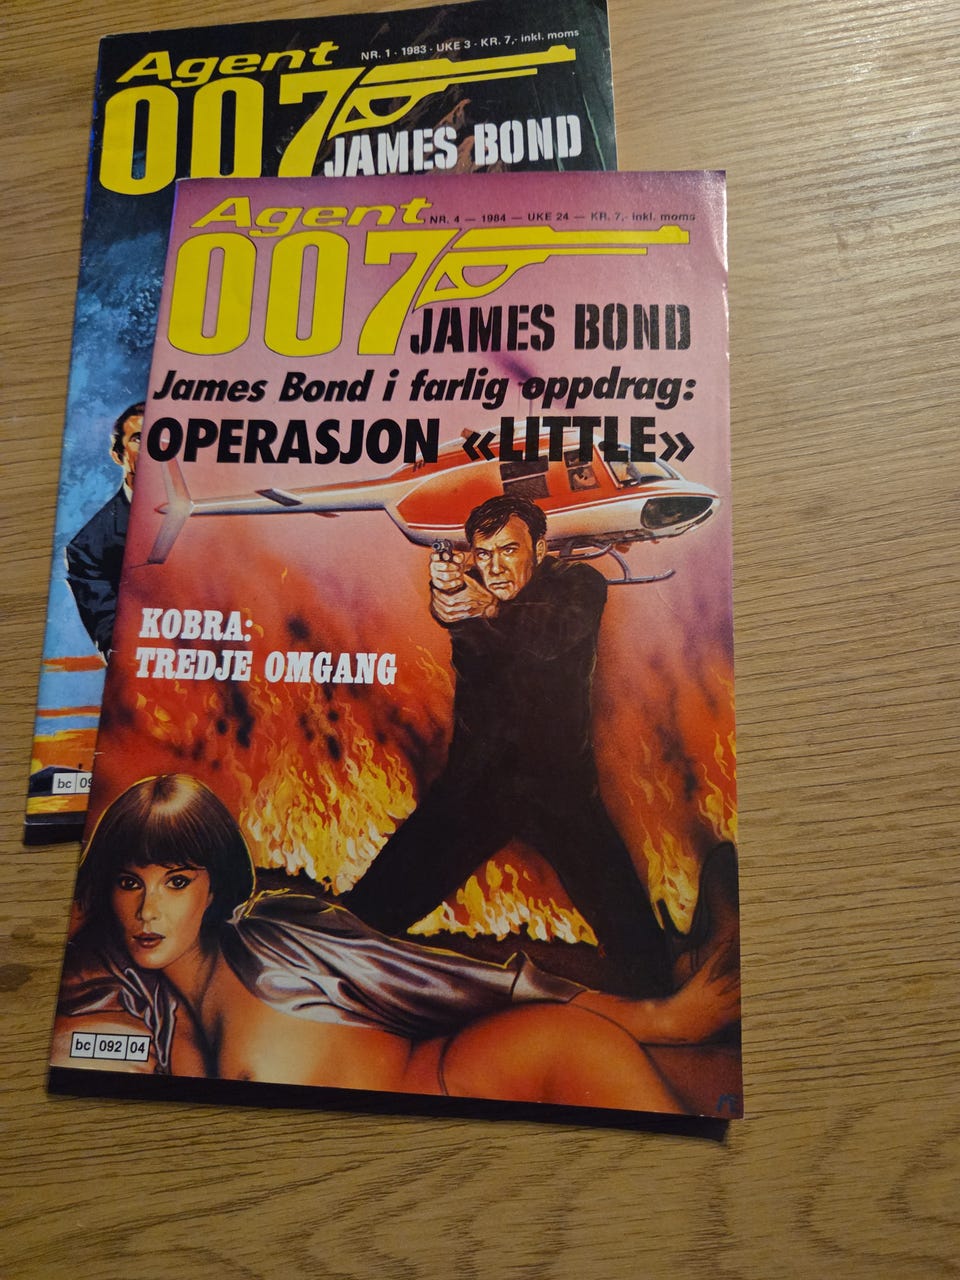 Agent
NR. 1 · 1983 · UKE 3 · KR. 7,- inkl. moms
007
JAMES BOND
bc 09
Agent
NR. 4 — 1984 — UKE 24 — KR. 7,- inkl. moms
007
JAMES BOND
James Bond i farlig oppdrag:
OPERASJON «LITTLE»
KOBRA:
TREDJE OMGANG
bc 092 04